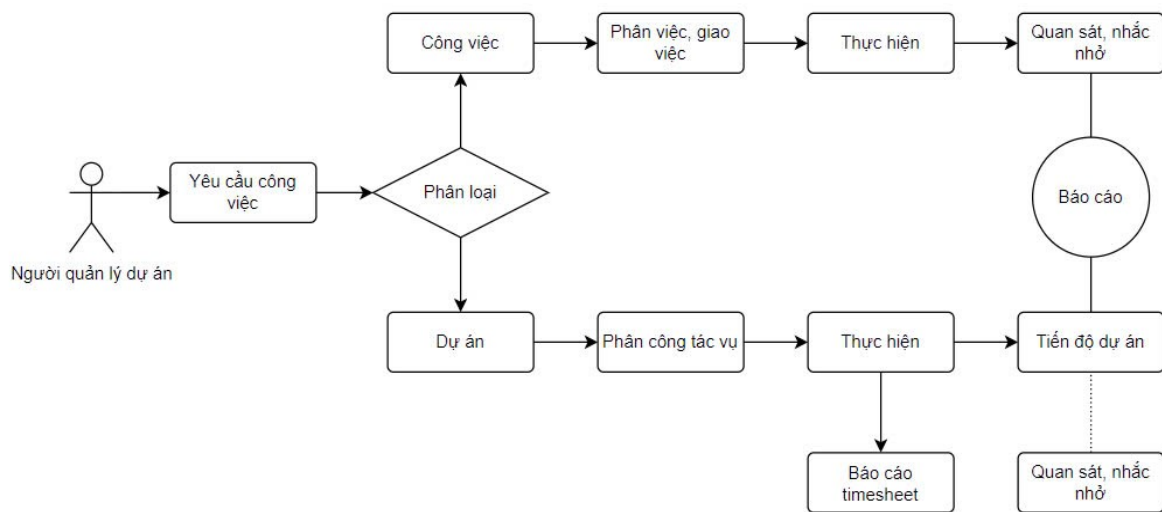 Công việc
Phân việc, giao
việc
Thực hiện
Quan sát, nhắc
nhở
Yêu cầu công
việc
Phân loại
Báo cáo
Người quản lý dự án
Dự án
Phân công tác vụ
Thực hiện
Tiến độ dự án
Báo cáo
timesheet
Quan sát, nhắc
nhở